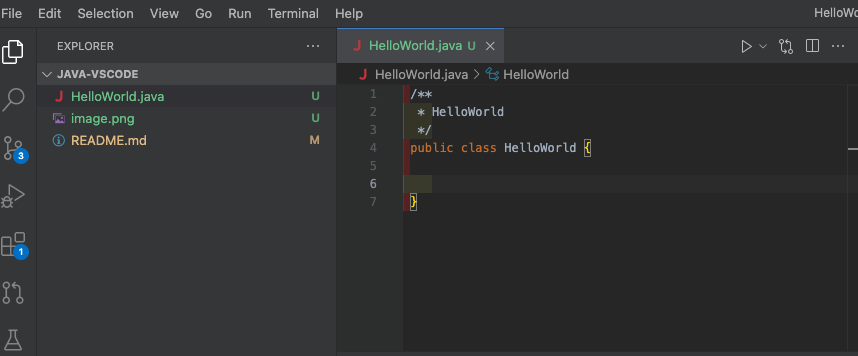 File Edit Selection View Go Run Terminal Help HelloWo
EXPLORER ···
JAVA-VSCODE
J HelloWorld.java U
image.png U
README.md M
3
1
J HelloWorld.java U ×
J HelloWorld.java > HelloWorld
1 /**
2 * HelloWorld
3 */
4 public class HelloWorld {
5
6
7 }